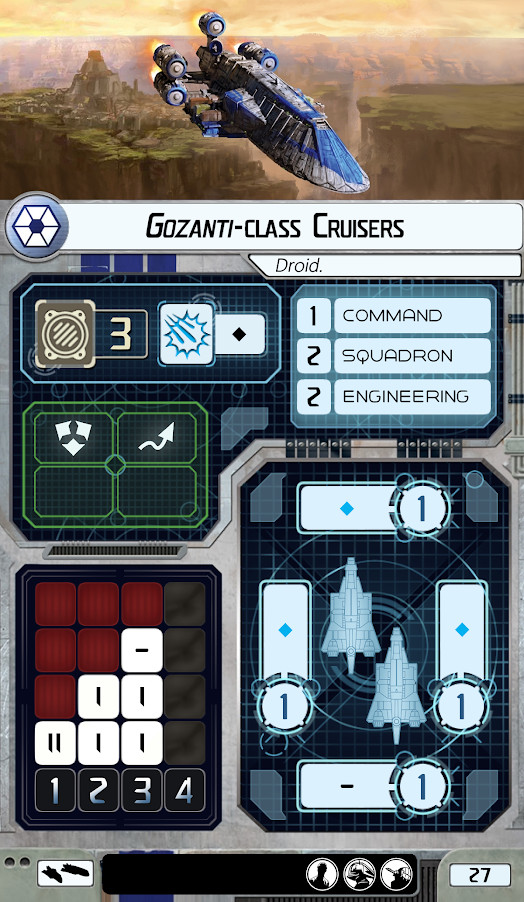 GOZANTI-CLASS CRUISERS
Droid.
3
1 COMMAND
2 SQUADRON
2 ENGINEERING
1
-
I I
1 1
II I I
1 2 3 4
- 1
27